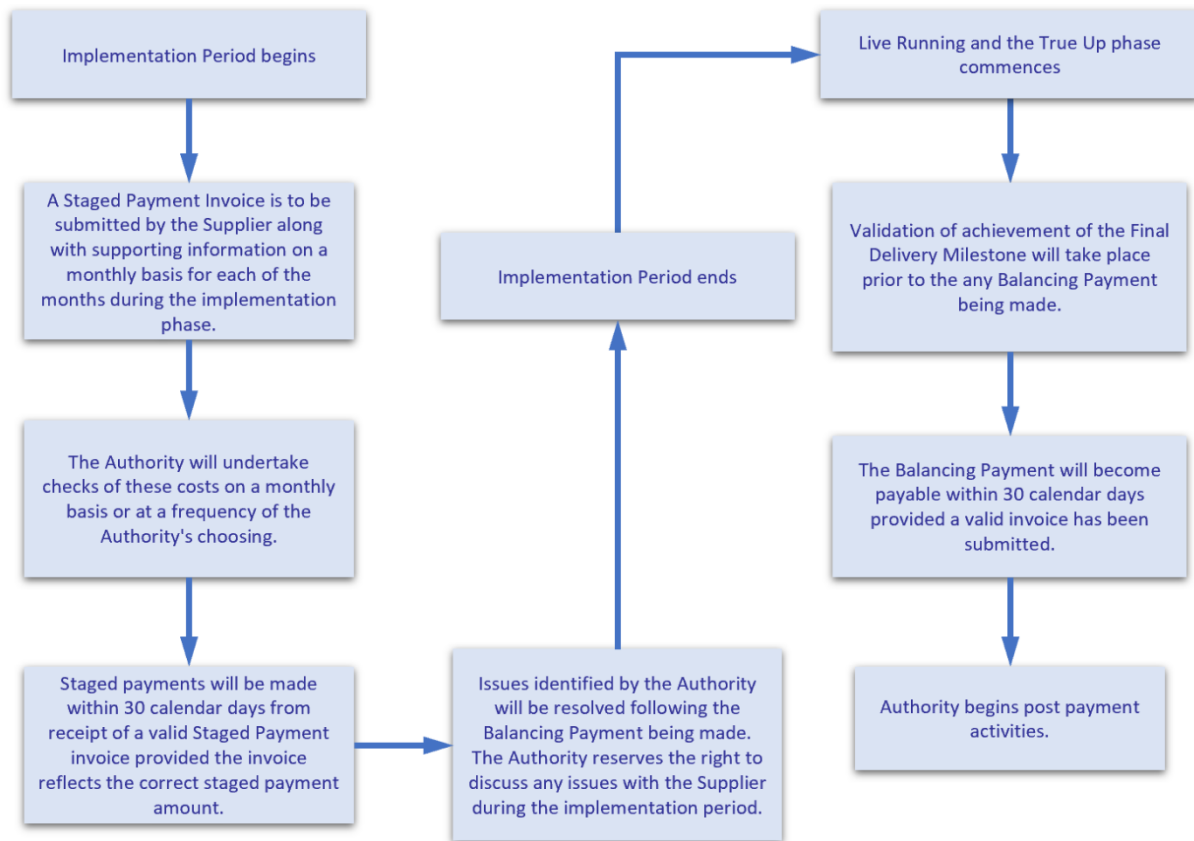 Implementation Period begins
A Staged Payment Invoice is to be
submitted by the Supplier along
with supporting information on a
monthly basis for each of the
months during the implementation
phase.
The Authority will undertake
checks of these costs on a monthly
basis or at a frequency of the
Authority's choosing.
Staged payments will be made
within 30 calendar days from
receipt of a valid Staged Payment
invoice provided the invoice
reflects the correct staged payment
amount.
Issues identified by the Authority
will be resolved following the
Balancing Payment being made.
The Authority reserves the right to
discuss any issues with the Supplier
during the implementation period.
Implementation Period ends
Live Running and the True Up phase
commences
Validation of achievement of the Final
Delivery Milestone will take place
prior to the any Balancing Payment
being made.
The Balancing Payment will become
payable within 30 calendar days
provided a valid invoice has been
submitted.
Authority begins post payment
activities.